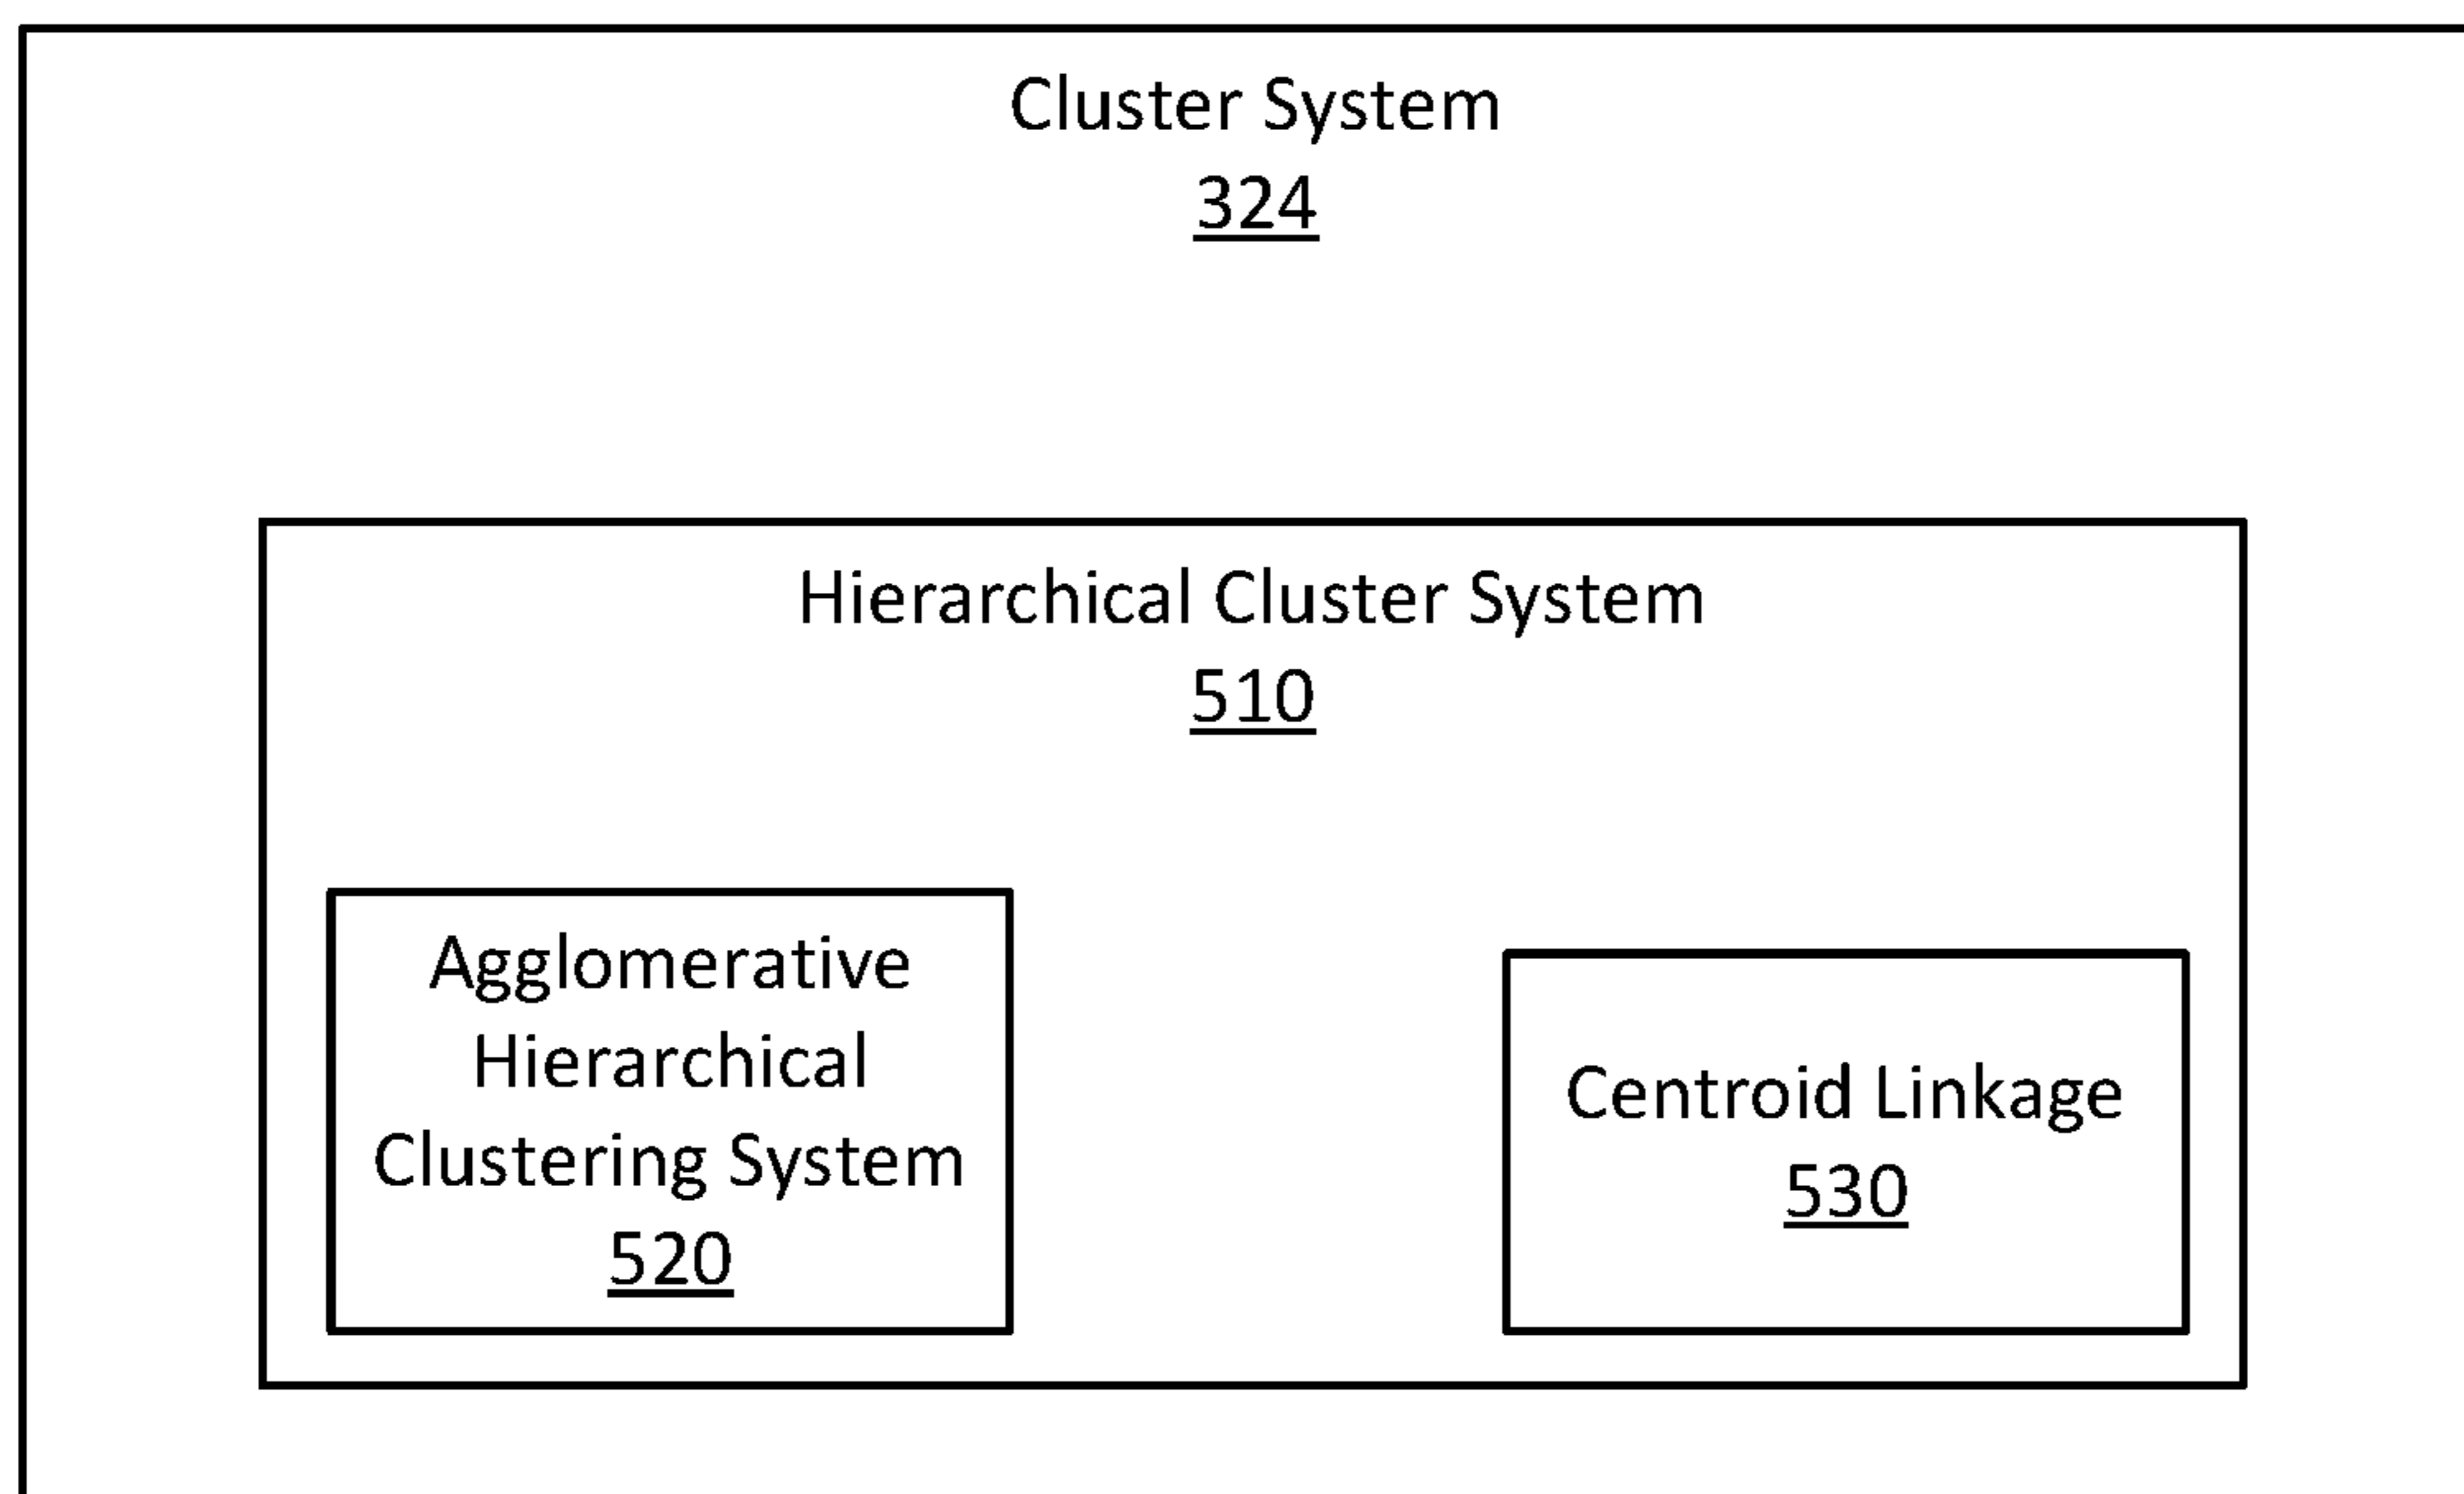 Cluster System
324
Hierarchical Cluster System
510
Agglomerative
Hierarchical
Clustering System
520
Centroid Linkage
530